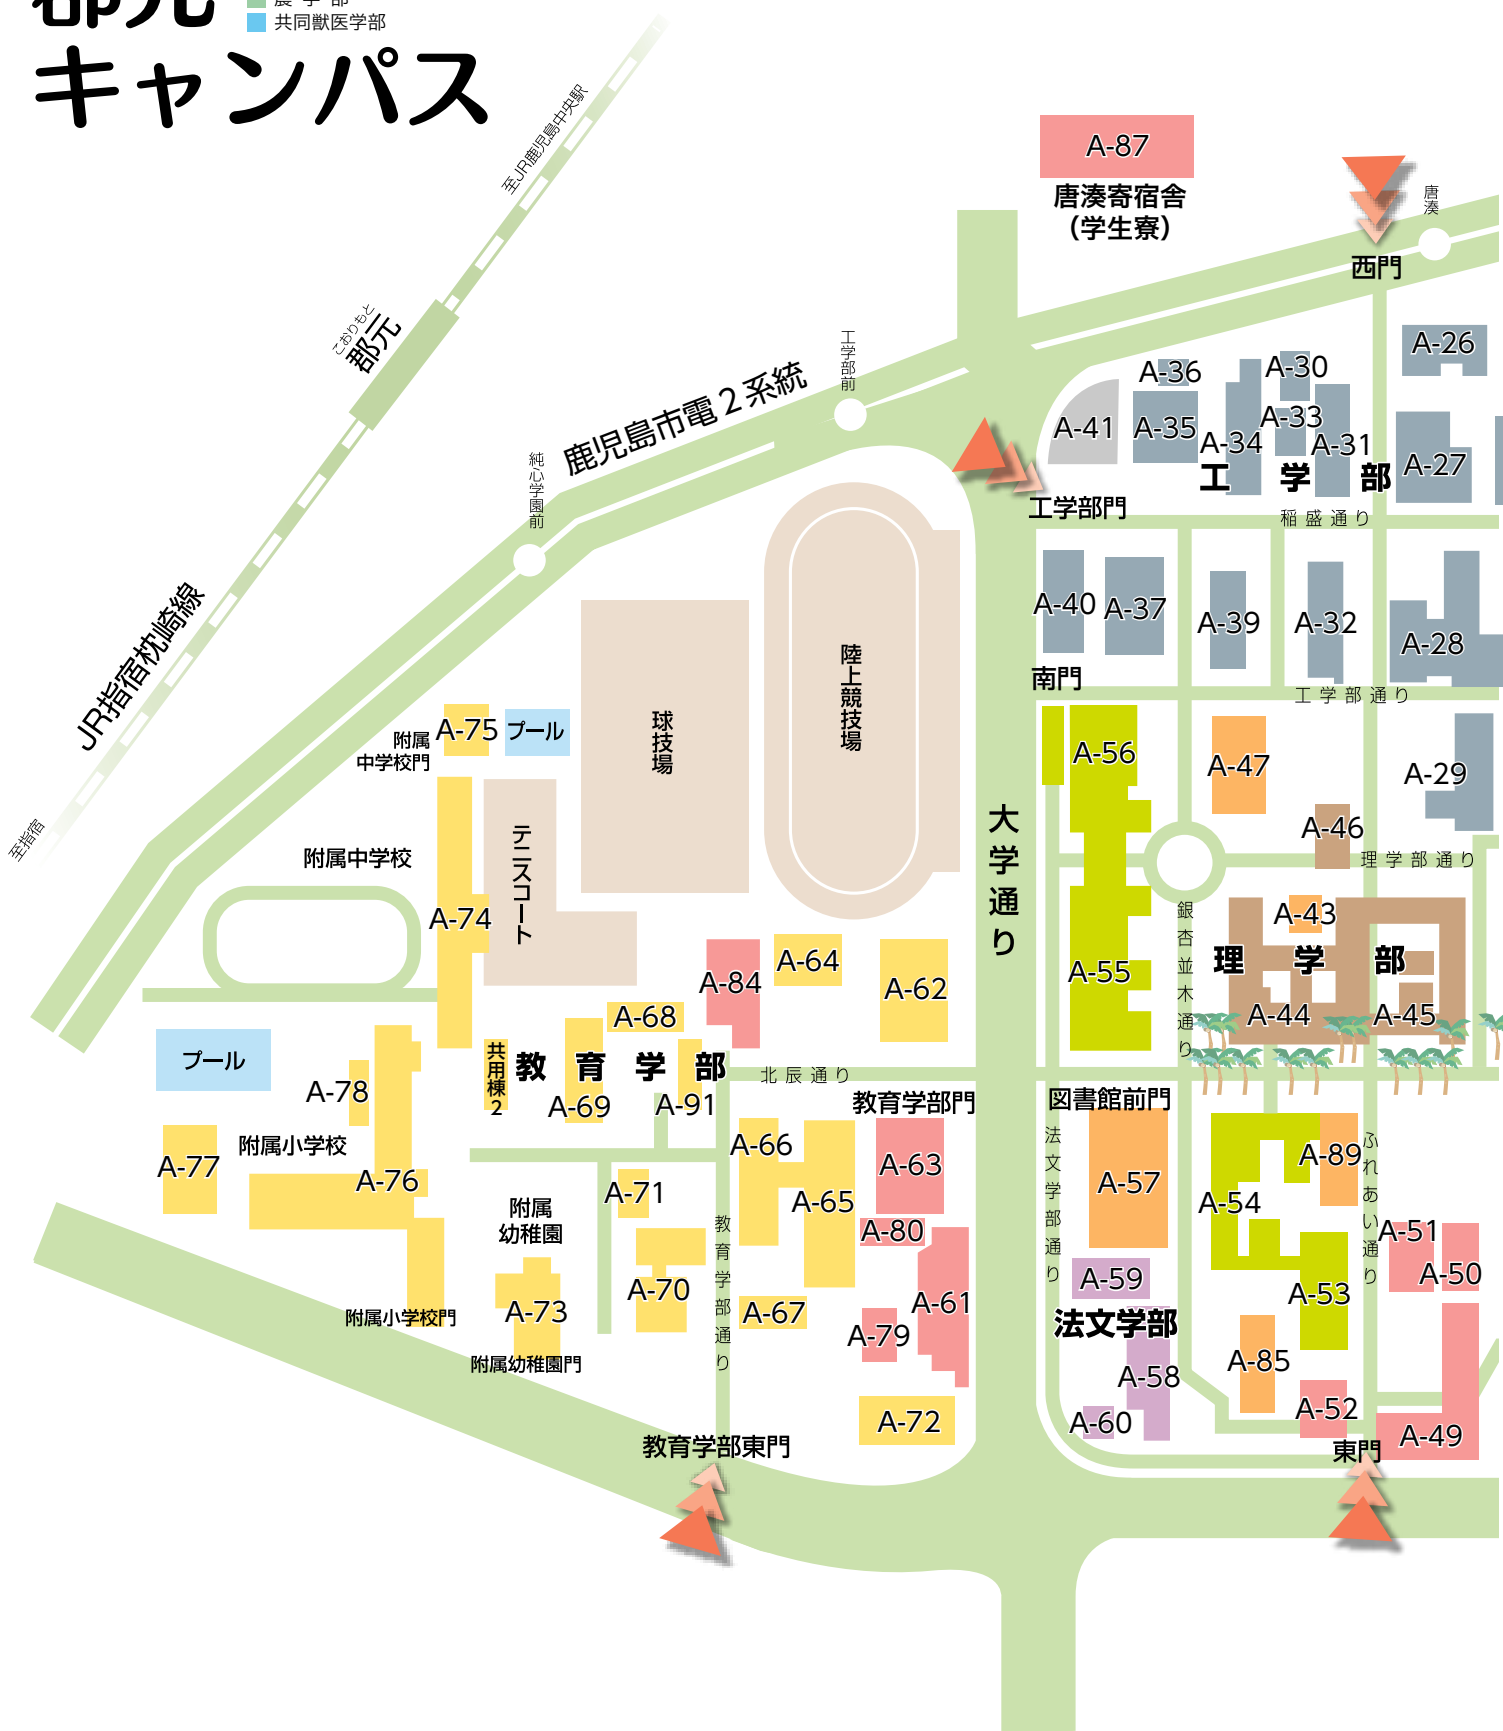 郡元
農学部
共同獣医学部
キャンパス
至JR鹿児島中央駅
A-87
唐湊寄宿舎
（学生寮）
唐湊
西門
こおりもと
郡元
工学部前
鹿児島市電２系統
純心学園前
A-26
A-36
A-30
A-41
A-35
A-34
A-33
A-31
A-27
工学部
工学部門
稲盛通り
A-40
A-37
A-39
A-32
A-28
南門
工学部通り
JR指宿枕崎線
至指宿
陸上競技場
球技場
A-75
プール
附属
中学校門
A-56
A-47
A-29
A-46
理学部通り
テニスコート
附属中学校
大学通り
A-74
銀杏並木通り
A-43
理学部
A-44
A-45
A-55
A-84
A-64
A-62
A-68
プール
共用棟2
教育学部
A-69
A-91
北辰通り
教育学部門
図書館前門
A-78
附属小学校
A-77
A-76
A-66
A-65
A-63
A-57
A-89
A-54
法文学部通り
ふれあい通り
A-71
附属
幼稚園
教育学部通り
A-80
A-51
A-50
A-59
A-70
A-73
A-67
A-61
A-79
A-53
法文学部
附属小学校門
附属幼稚園門
A-85
A-58
A-60
A-52
A-72
A-49
教育学部東門
東門